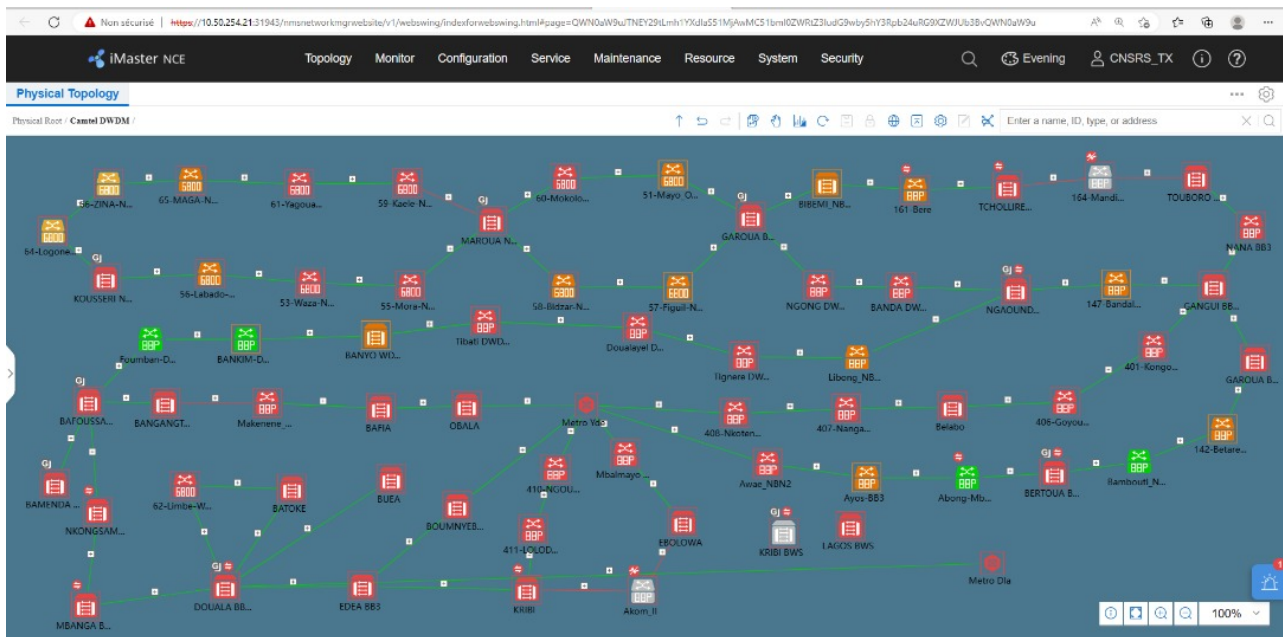 Non sécurisé | https://10.50.254.21:31943/nmsnetworkmgrwebsite/v1/webswing/indexforwebswing.html#page=
iMaster NCE Topology Monitor Configuration Service Maintenance Resource System Security Evening CNSRS_TX
Physical Topology
Physical Root / Camtel DWDM /
Enter a name, ID, type, or address
65-MAGA-N...
61-Yagoua...
59-Kaele-N...
60-Mokolo...
51-Mayo_O...
BIBEMI_NB...
161-Bere
TCHOLLIRE...
164-Mandi...
TOUBORO ...
64-Logone...
MAROUA N...
GAROUA B...
NANA BB3
KOUSSERI N...
56-Labado-...
53-Waza-N...
55-Mora-N...
58-Bidzar-N...
57-Figuil-N...
NGONG DW...
BANDA DW...
NGAOUND...
147-Bandal...
GANGUI BB...
Foumban-D...
BANKIM-D...
BANYO WD...
Tibati DWD...
Doualayel D...
Tignere DW...
Libong_NB...
401-Kongo...
GAROUA B...
BAFOUSSA...
BANGANGT...
Makenene_...
BAFIA
OBALA
Metro Yde
408-Nkoten...
407-Nanga...
Belabo
406-Goyou...
142-Betare...
BAMENDA ...
NKONGSAM...
62-Limbe-W...
BATOKE
BUEA
BOUMNYEB...
410-NGOU...
Mbalmayo_...
Awae_NBN2
Ayos-BB3
Abong-Mb...
BERTOUA B...
Bambouti_N...
411-LOLOD...
EBOLOWA
KRIBI BWS
LAGOS BWS
MBANGA B...
DOUALA BB...
EDEA BB3
KRIBI
Akom_II
Metro Dla
100%